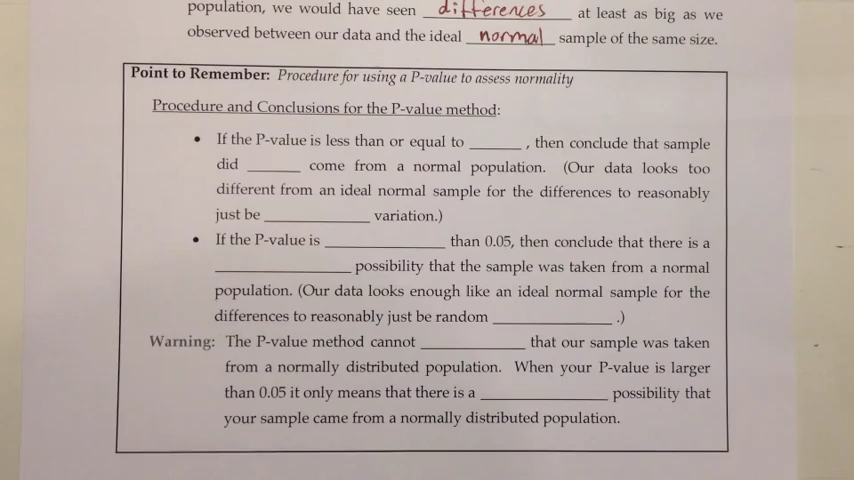 population, we would have seen differences at least as big as we
observed between our data and the ideal normal sample of the same size.
Point to Remember: Procedure for using a P-value to assess normality
Procedure and Conclusions for the P-value method:
• If the P-value is less than or equal to ______ , then conclude that sample
did ______ come from a normal population. (Our data looks too
different from an ideal normal sample for the differences to reasonably
just be ____________ variation.)
• If the P-value is ______________ than 0.05, then conclude that there is a
________________ possibility that the sample was taken from a normal
population. (Our data looks enough like an ideal normal sample for the
differences to reasonably just be random ______________ .)
Warning: The P-value method cannot ____________ that our sample was taken
from a normally distributed population. When your P-value is larger
than 0.05 it only means that there is a _______________ possibility that
your sample came from a normally distributed population.